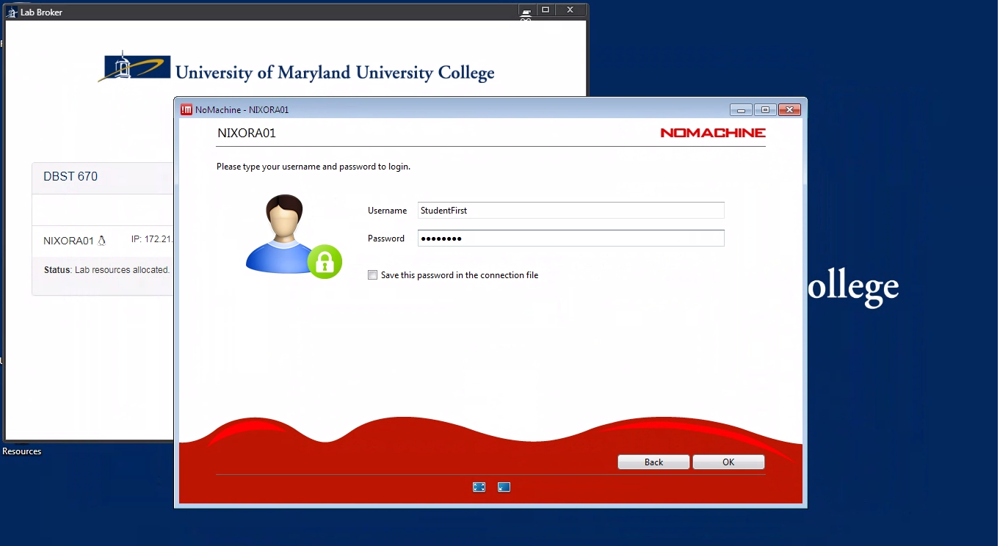 Lab Broker
University of Maryland University College
NoMachine - NIXORA01
NIXORA01
NOMACHINE
Please type your username and password to login.
DBST 670
Username StudentFirst
Password ●●●●●●●●
NIXORA01 IP: 172.21.
Status: Lab resources allocated.
Save this password in the connection file
ollege
Resources
Back OK